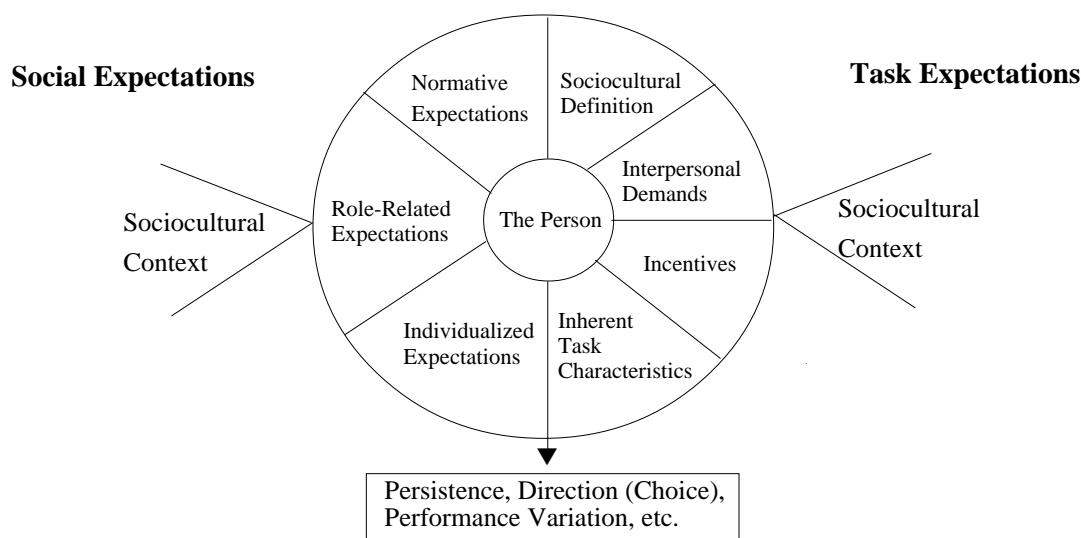 Social Expectations
Task Expectations
Normative
Expectations
Sociocultural
Definition
Interpersonal
Demands
Role-Related
Expectations
The Person
Sociocultural
Context
Sociocultural
Context
Incentives
Individualized
Expectations
Inherent
Task
Characteristics
Persistence, Direction (Choice),
Performance Variation, etc.